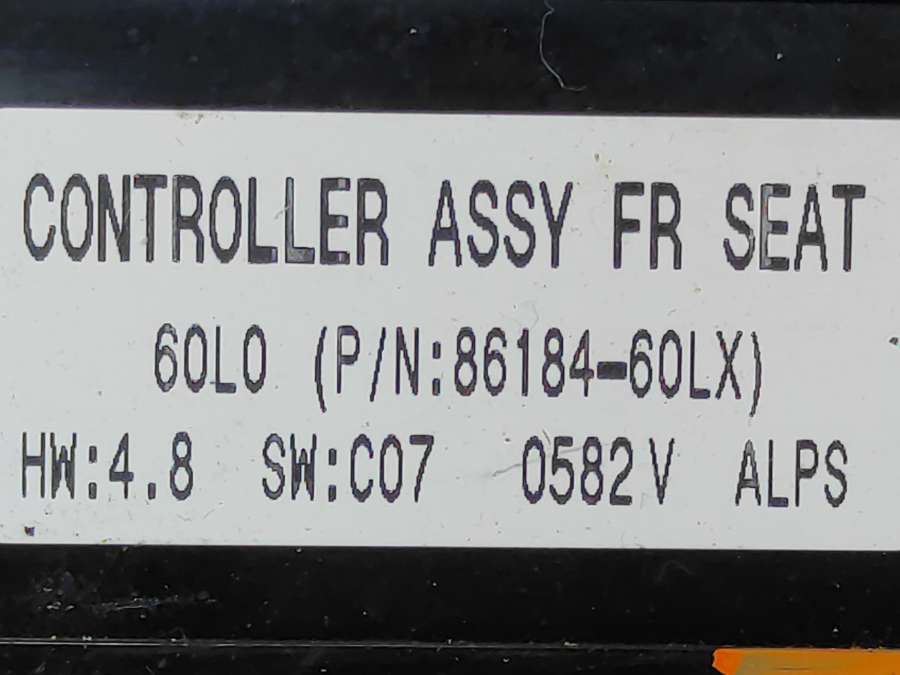 CONTROLLER ASSY FR SEAT
60L0 (P/N:86184-60LX)
HW:4.8 SW:C07 0582V ALPS